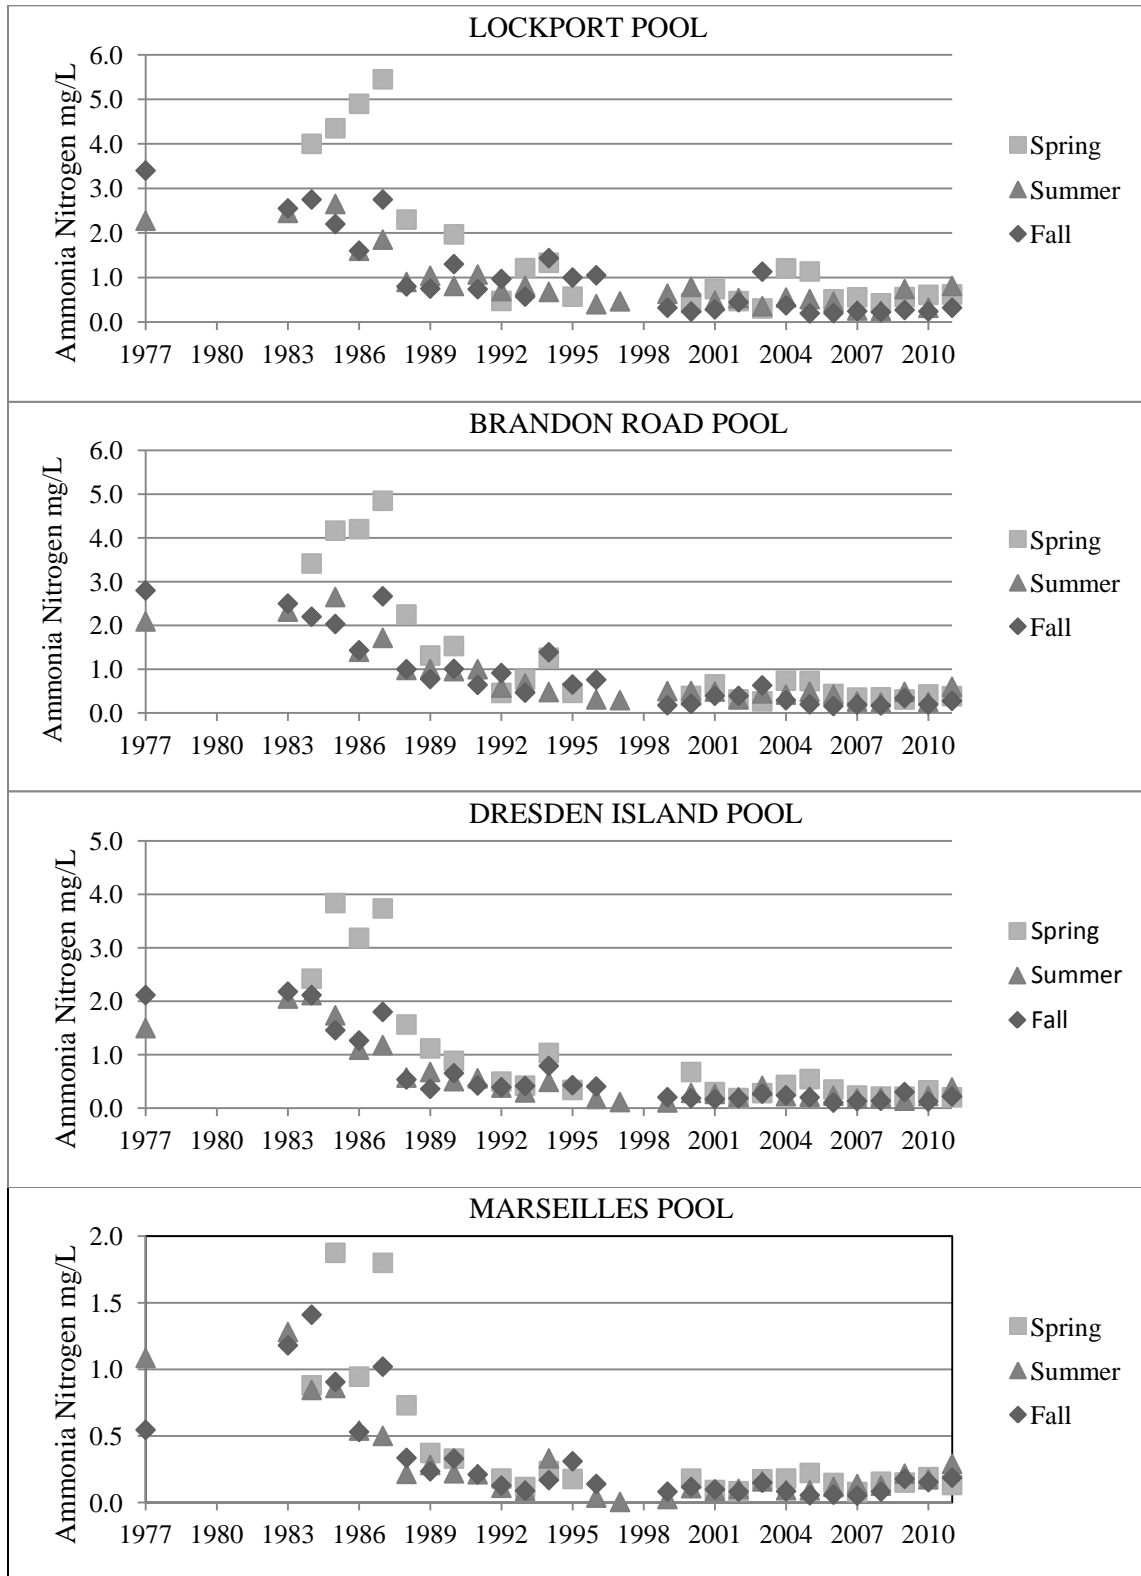 LOCKPORT POOL
Ammonia Nitrogen mg/L
6.0
5.0
4.0
3.0
2.0
1.0
0.0
1977 1980 1983 1986 1989 1992 1995 1998 2001 2004 2007 2010
Spring
Summer
Fall
BRANDON ROAD POOL
Ammonia Nitrogen mg/L
6.0
5.0
4.0
3.0
2.0
1.0
0.0
1977 1980 1983 1986 1989 1992 1995 1998 2001 2004 2007 2010
Spring
Summer
Fall
DRESDEN ISLAND POOL
Ammonia Nitrogen mg/L
5.0
4.0
3.0
2.0
1.0
0.0
1977 1980 1983 1986 1989 1992 1995 1998 2001 2004 2007 2010
Spring
Summer
Fall
MARSEILLES POOL
Ammonia Nitrogen mg/L
2.0
1.5
1.0
0.5
0.0
1977 1980 1983 1986 1989 1992 1995 1998 2001 2004 2007 2010
Spring
Summer
Fall